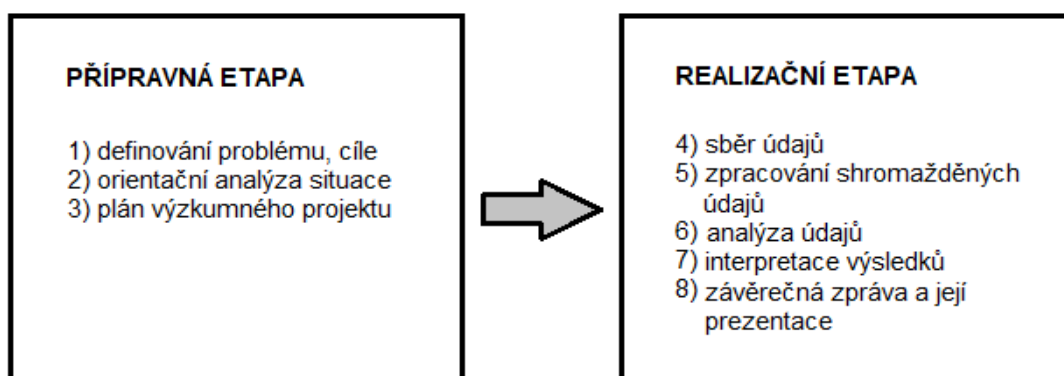 PŘÍPRAVNÁ ETAPA
1) definování problému, cíle
2) orientační analýza situace
3) plán výzkumného projektu
REALIZAČNÍ ETAPA
4) sběr údajů
5) zpracování shromážděných
údajů
6) analýza údajů
7) interpretace výsledků
8) závěrečná zpráva a její
prezentace